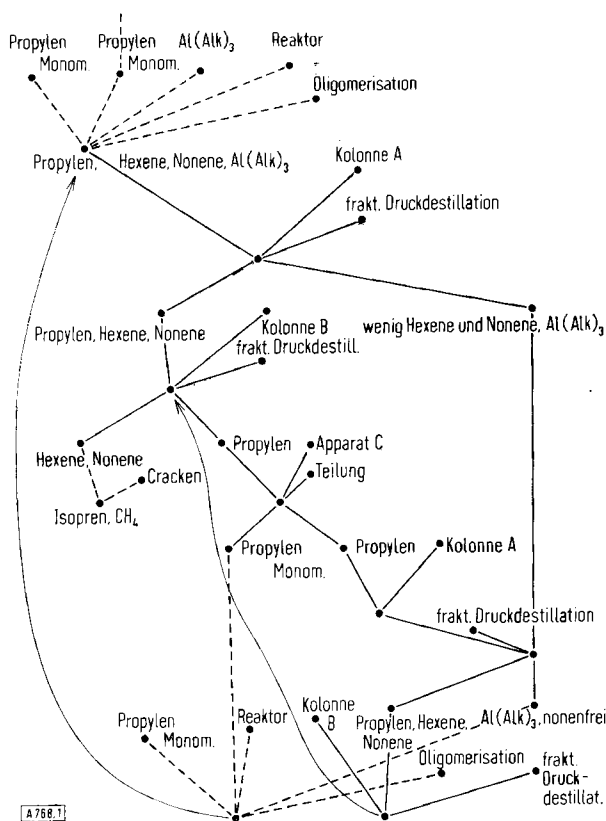 Propylen
Monom.
Propylen
Monom.
Al(Alk)₃
Reaktor
Oligomerisation
Propylen, Hexene, Nonene, Al(Alk)₃
Kolonne A
frakt. Druckdestillation
Propylen, Hexene, Nonene
Kolonne B
frakt. Druckdestill.
wenig Hexene und Nonene, Al(Alk)₃
Hexene, Nonene
Propylen
Apparat C
Cracken
Teilung
Isopren, CH₄
Propylen
Monom.
Propylen
Kolonne A
frakt. Druckdestillation
Propylen
Monom.
Reaktor
Kolonne
B
Propylen, Hexene,
Nonene
Al(Alk)₃, nonenfrei
Oligomerisation
frakt.
Druck-
destillat.
A768.1